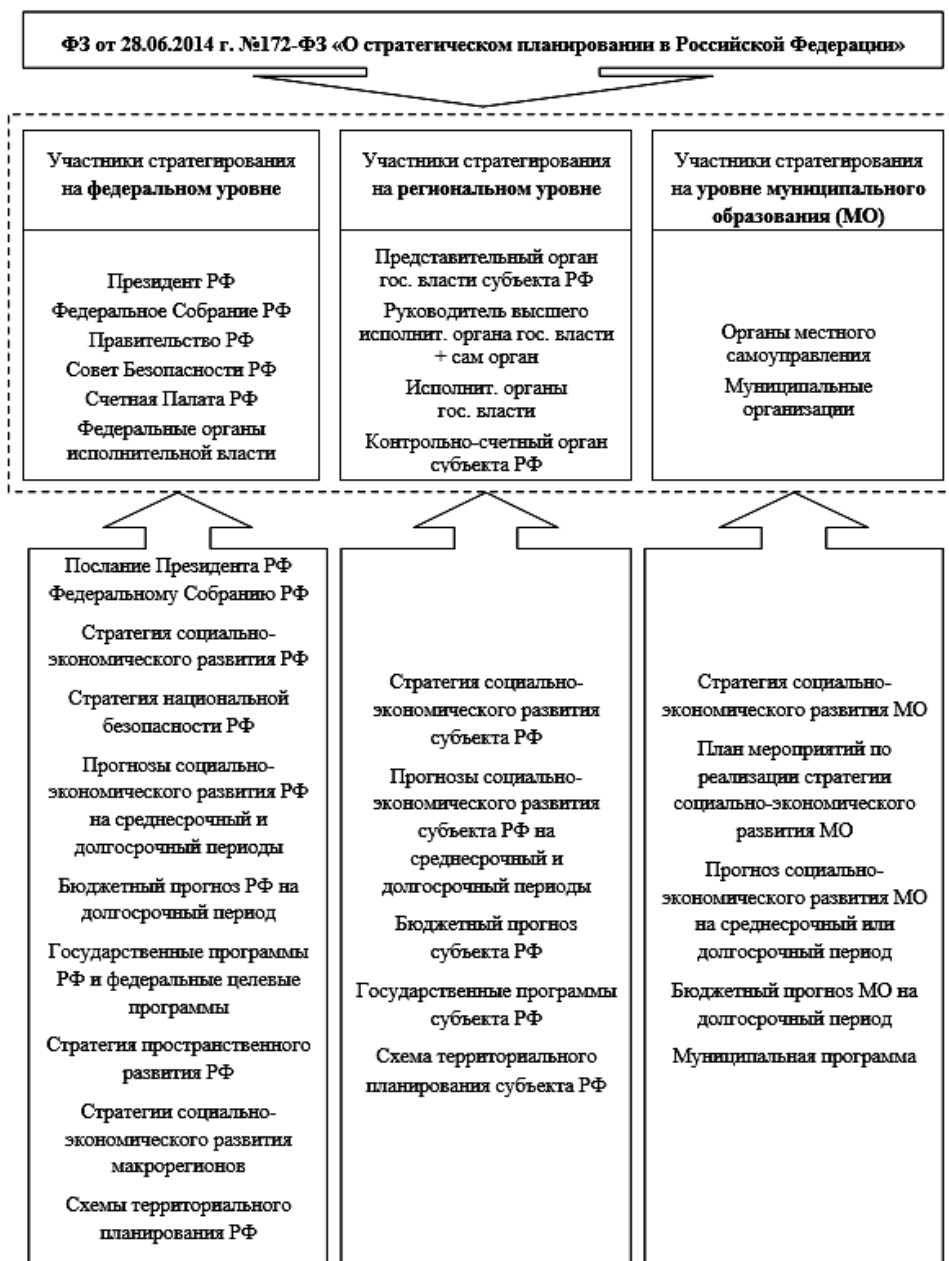 ФЗ от 28.06.2014 г. №172-ФЗ «О стратегическом планировании в Российской Федерации»
Участники стратегирования
на федеральном уровне
Президент РФ
Федеральное Собрание РФ
Правительство РФ
Совет Безопасности РФ
Счетная Палата РФ
Федеральные органы
исполнительной власти
Участники стратегирования
на региональном уровне
Представительный орган
гос. власти субъекта РФ
Руководитель высшего
исполнит. органа гос. власти
+ сам орган
Исполнит. органы
гос. власти
Контрольно-счетный орган
субъекта РФ
Участники стратегирования
на уровне муниципального
образования (МО)
Органы местного
самоуправления
Муниципальные
организации
Послание Президента РФ
Федеральному Собранию РФ
Стратегия социально-
экономического развития РФ
Стратегия национальной
безопасности РФ
Прогнозы социально-
экономического развития РФ
на среднесрочный и
долгосрочный периоды
Бюджетный прогноз РФ на
долгосрочный период
Государственные программы
РФ и федеральные целевые
программы
Стратегия пространственного
развития РФ
Стратегии социально-
экономического развития
макрорегионов
Схемы территориального
планирования РФ
Стратегия социально-
экономического развития
субъекта РФ
Прогнозы социально-
экономического развития
субъекта РФ на
среднесрочный и
долгосрочный периоды
Бюджетный прогноз
субъекта РФ
Государственные программы
субъекта РФ
Схема территориального
планирования субъекта РФ
Стратегия социально-
экономического развития МО
План мероприятий по
реализации стратегии
социально-экономического
развития МО
Прогноз социально-
экономического развития МО
на среднесрочный или
долгосрочный период
Бюджетный прогноз МО на
долгосрочный период
Муниципальная программа